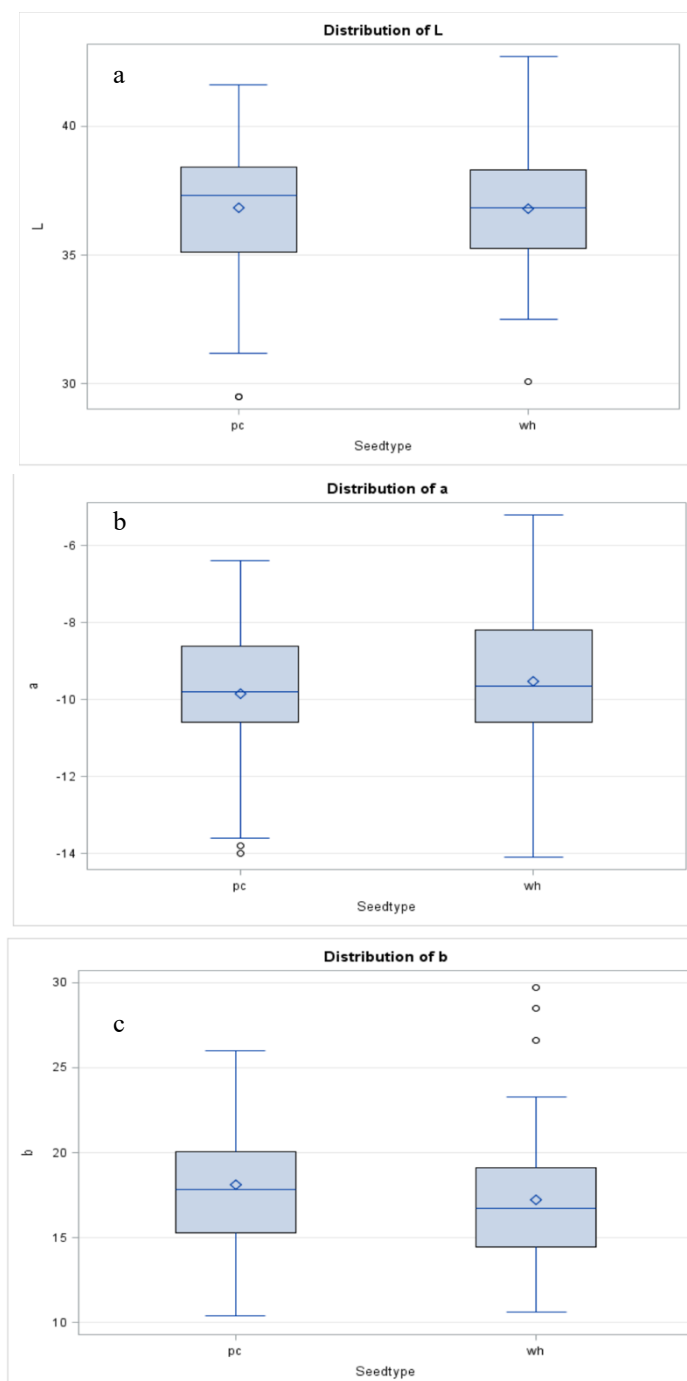 Distribution of L
a
40
35
30
L
pc wh
Seedtype
Distribution of a
b
-6
-8
-10
-12
-14
a
pc wh
Seedtype
Distribution of b
c
30
25
20
15
10
b
pc wh
Seedtype